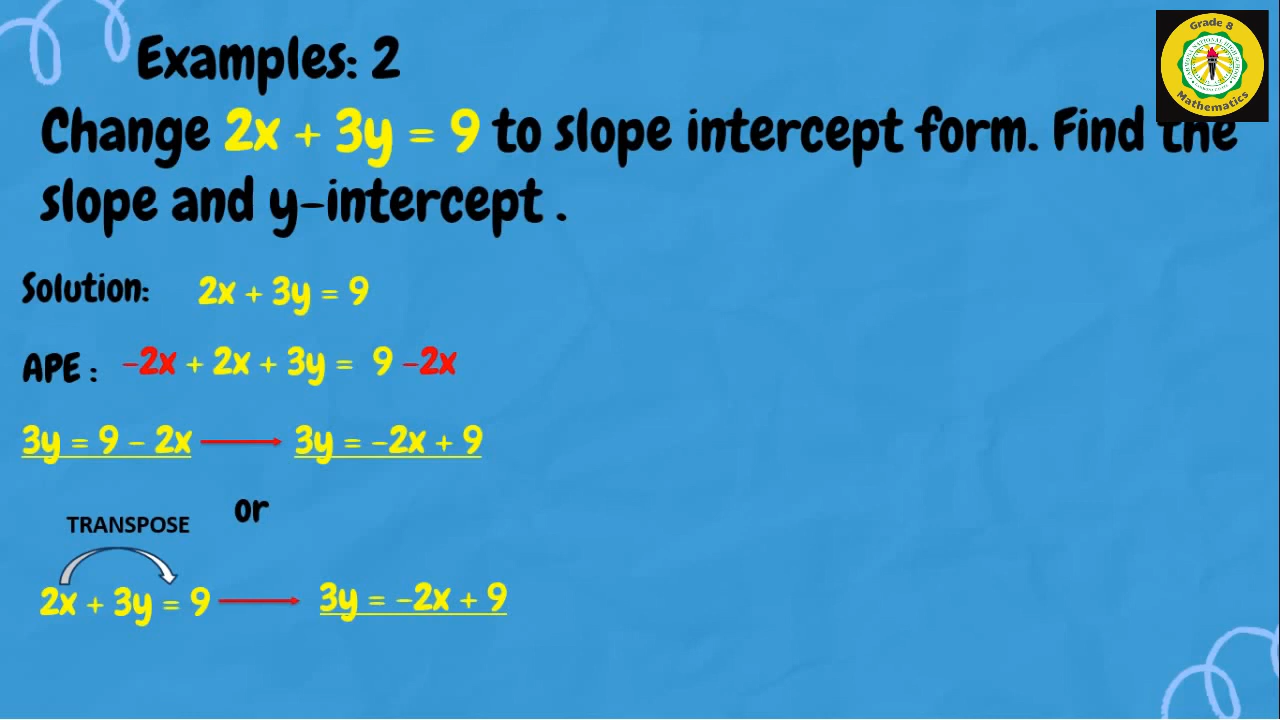 Examples: 2
Grade 8
Mathematics
Change 2x + 3y = 9 to slope intercept form. Find the
slope and y-intercept .
Solution: 2x + 3y = 9
APE : -2x + 2x + 3y = 9 -2x
3y = 9 - 2x 3y = -2x + 9
or
TRANSPOSE
2x + 3y = 9 3y = -2x + 9